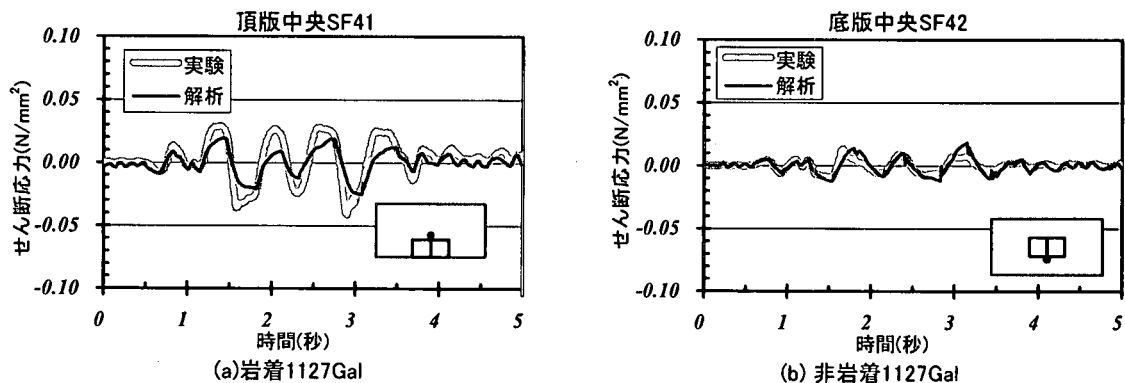 頂版中央SF41
0.10
0.05
0.00
-0.05
-0.10
せん断応力(N/mm²)
実験
解析
0 1 2 3 4 5
時間(秒)
(a)岩着1127Gal
底版中央SF42
0.10
0.05
0.00
-0.05
-0.10
せん断応力(N/mm²)
実験
解析
0 1 2 3 4 5
時間(秒)
(b) 非岩着1127Gal